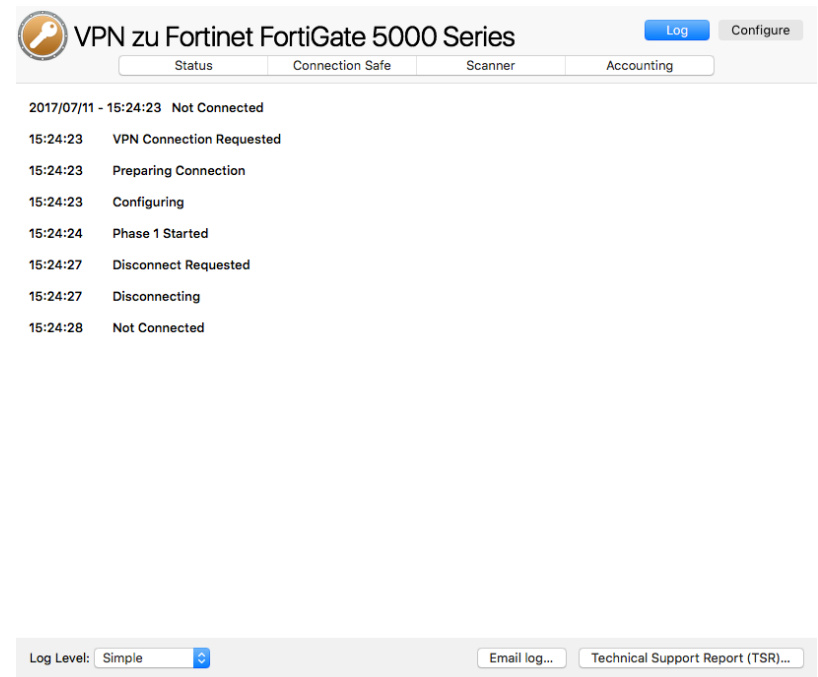 VPN zu Fortinet FortiGate 5000 Series
Log
Configure
Status
Connection Safe
Scanner
Accounting
2017/07/11 - 15:24:23 Not Connected
15:24:23 VPN Connection Requested
15:24:23 Preparing Connection
15:24:23 Configuring
15:24:24 Phase 1 Started
15:24:27 Disconnect Requested
15:24:27 Disconnecting
15:24:28 Not Connected
Log Level: Simple
Email log...
Technical Support Report (TSR)...